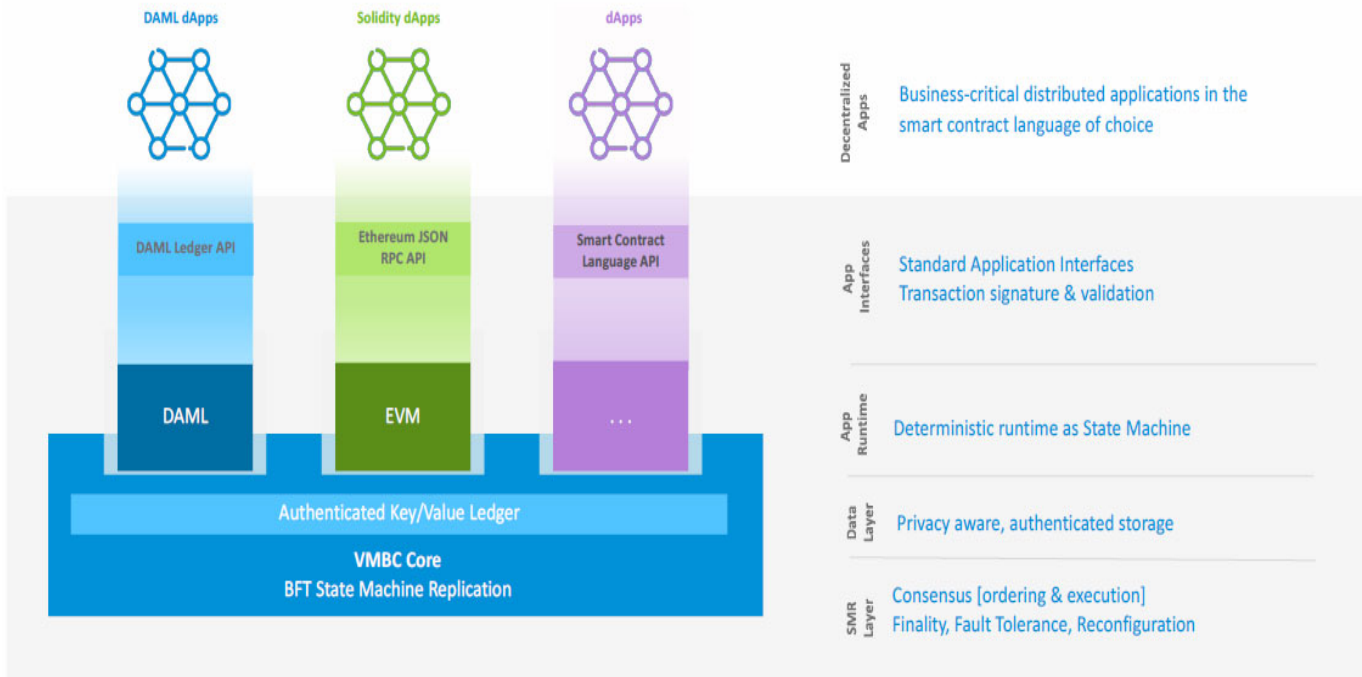 DAML dApps
Solidity dApps
dApps
Decentralized
Apps
Business-critical distributed applications in the
smart contract language of choice
DAML Ledger API
Ethereum JSON
RPC API
Smart Contract
Language API
App
Interfaces
Standard Application Interfaces
Transaction signature & validation
DAML
EVM
...
App
Runtime
Deterministic runtime as State Machine
Authenticated Key/Value Ledger
Data
Layer
Privacy aware, authenticated storage
VMBC Core
BFT State Machine Replication
SMR
Layer
Consensus [ordering & execution]
Finality, Fault Tolerance, Reconfiguration